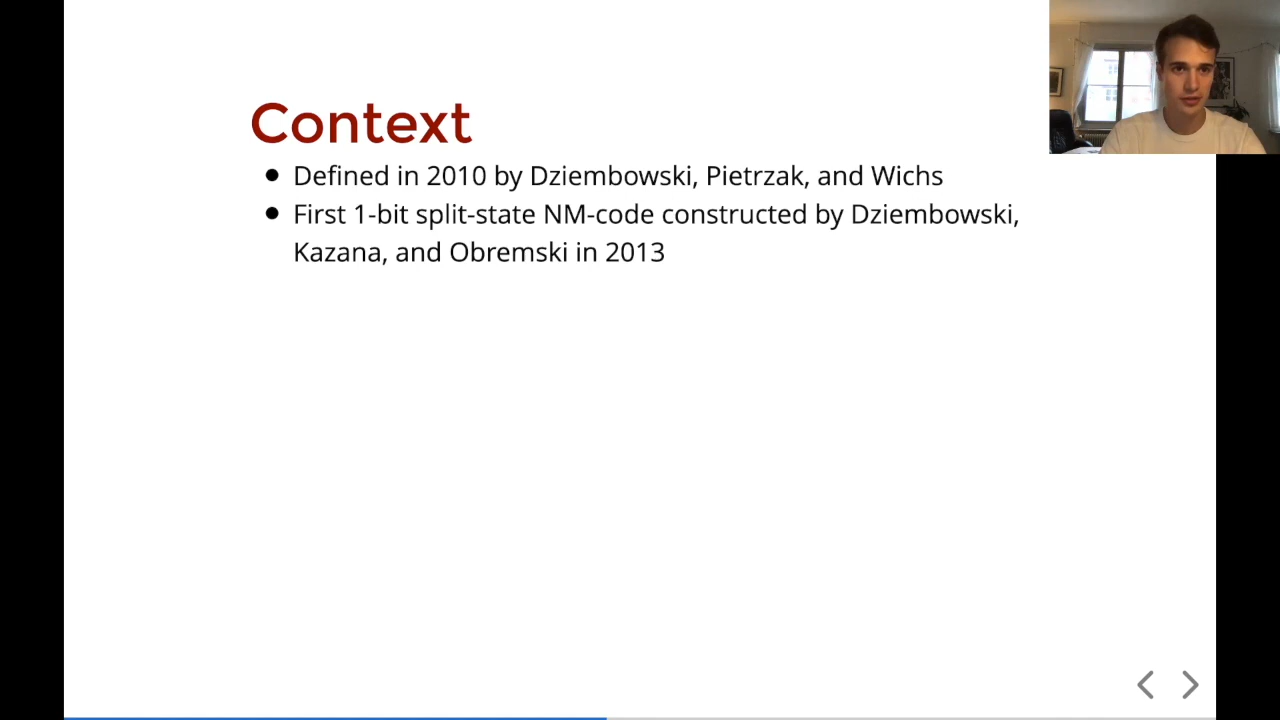 Context
• Defined in 2010 by Dziembowski, Pietrzak, and Wichs
• First 1-bit split-state NM-code constructed by Dziembowski,
Kazana, and Obremski in 2013